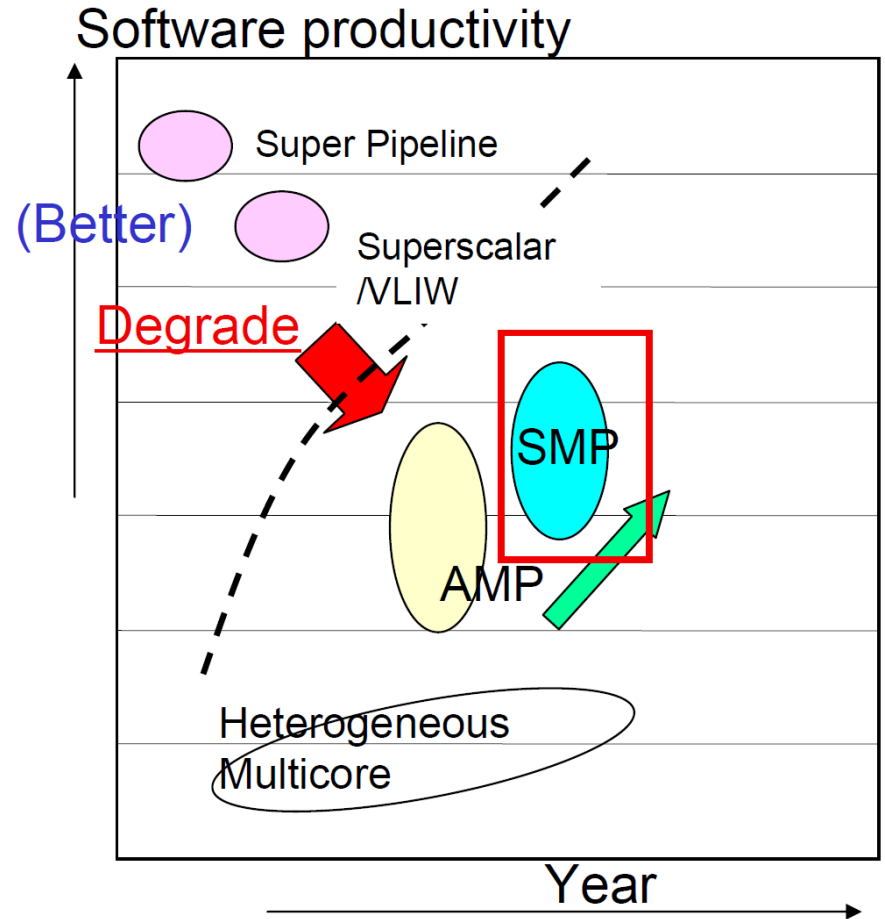 Software productivity
Super Pipeline
(Better)
Superscalar
/VLIW
Degrade
SMP
AMP
Heterogeneous
Multicore
Year